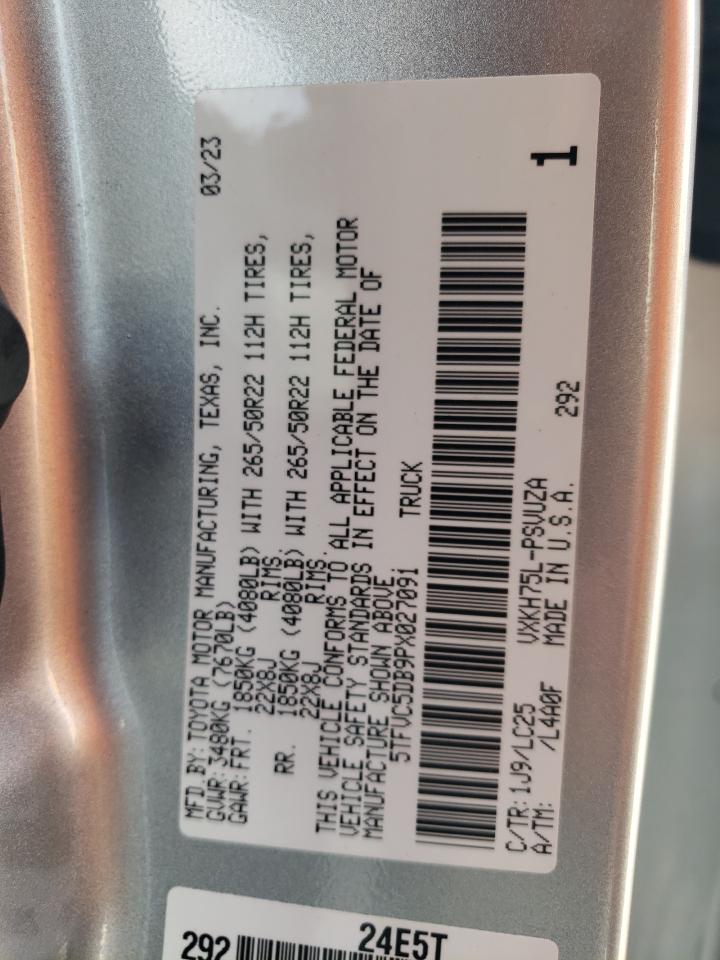 MFD BY: TOYOTA MOTOR MANUFACTURING, TEXAS, INC. 03/23
GVWR: 3480KG (7670LB)
GAWR: FRT. 1850KG (4080LB) WITH 265/50R22 112H TIRES,
22X8J RIMS.
RR. 1850KG (4080LB) WITH 265/50R22 112H TIRES,
22X8J RIMS.
THIS VEHICLE CONFORMS TO ALL APPLICABLE FEDERAL MOTOR
VEHICLE SAFETY STANDARDS IN EFFECT ON THE DATE OF
MANUFACTURE SHOWN ABOVE.
5TFVC5DB9PX027091 TRUCK
1
C/TR: 1J9/LC25 VXKH75L-PSVUZA 292
A/TM: /L4A0F MADE IN U.S.A.
292 24E5T